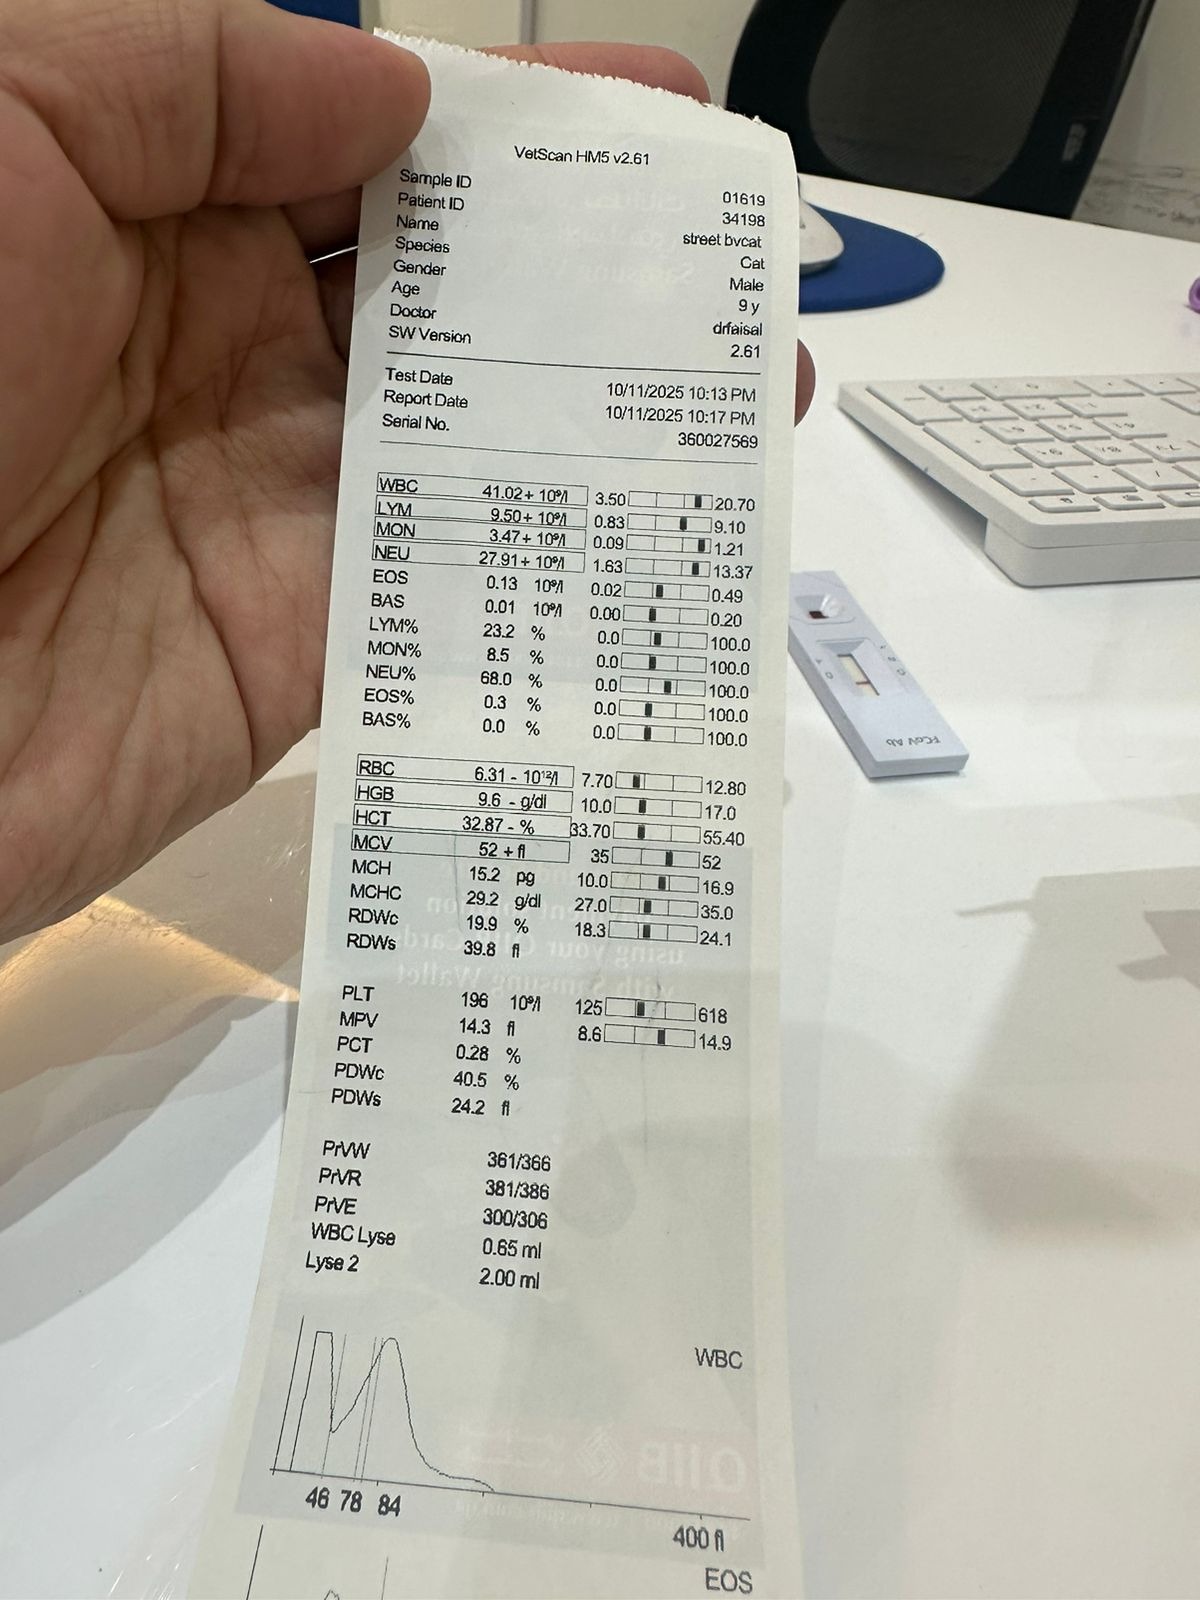 VetScan HM5 v2.61
Sample ID 01619
Patient ID 34198
Name street bvcat
Species Cat
Gender Male
Age 9 y
Doctor drfaisal
SW Version 2.61
Test Date 10/11/2025 10:13 PM
Report Date 10/11/2025 10:17 PM
Serial No. 360027569
WBC 41.02+ 10⁹/l 3.50 20.70
LYM 9.50+ 10⁹/l 0.83 9.10
MON 3.47+ 10⁹/l 0.09 1.21
NEU 27.91+ 10⁹/l 1.63 13.37
EOS 0.13 10⁹/l 0.02 0.49
BAS 0.01 10⁹/l 0.00 0.20
LYM% 23.2 % 0.0 100.0
MON% 8.5 % 0.0 100.0
NEU% 68.0 % 0.0 100.0
EOS% 0.3 % 0.0 100.0
BAS% 0.0 % 0.0 100.0
RBC 6.31 - 10¹²/l 7.70 12.80
HGB 9.6 - g/dl 10.0 17.0
HCT 32.87 - % 33.70 55.40
MCV 52 + fl 35 52
MCH 15.2 pg 10.0 16.9
MCHC 29.2 g/dl 27.0 35.0
RDWc 19.9 % 18.3 24.1
RDWs 39.8 fl
PLT 196 10⁹/l 125 618
MPV 14.3 fl 8.6 14.9
PCT 0.28 %
PDWc 40.5 %
PDWs 24.2 fl
PrVW 361/366
PrVR 381/386
PrVE 300/306
WBC Lyse 0.65 ml
Lyse 2 2.00 ml
WBC
46 78 84
400 fl
EOS
FCoV Ab
QIIB